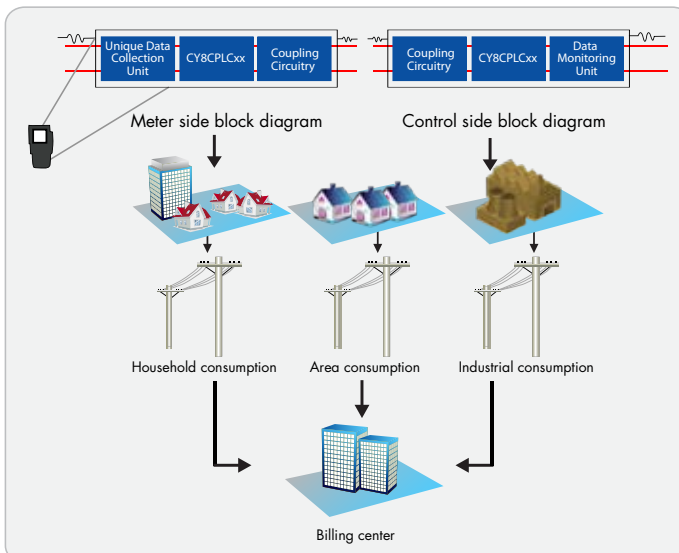 Unique Data
Collection
Unit
CY8CPLCxx
Coupling
Circuitry
Coupling
Circuitry
CY8CPLCxx
Data
Monitoring
Unit
Meter side block diagram
Control side block diagram
Household consumption
Area consumption
Industrial consumption
Billing center